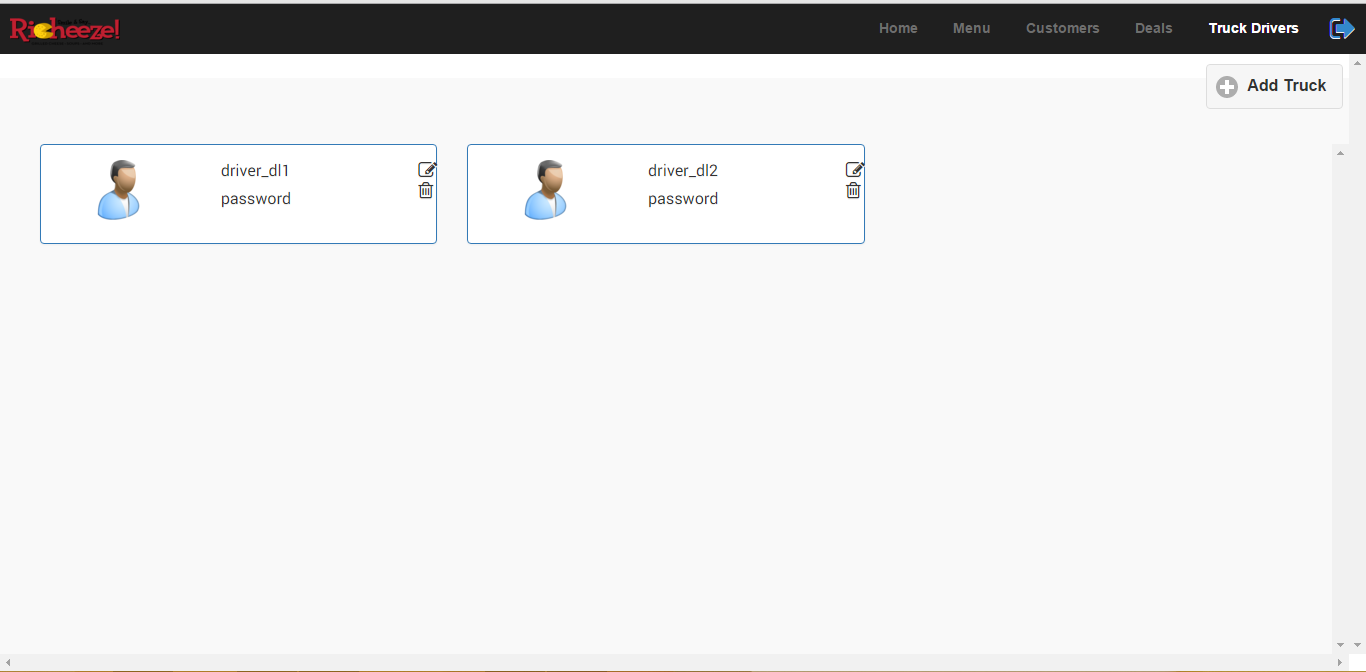 Richeeze!
Home Menu Customers Deals Truck Drivers
Add Truck
driver_dl1
password
driver_dl2
password